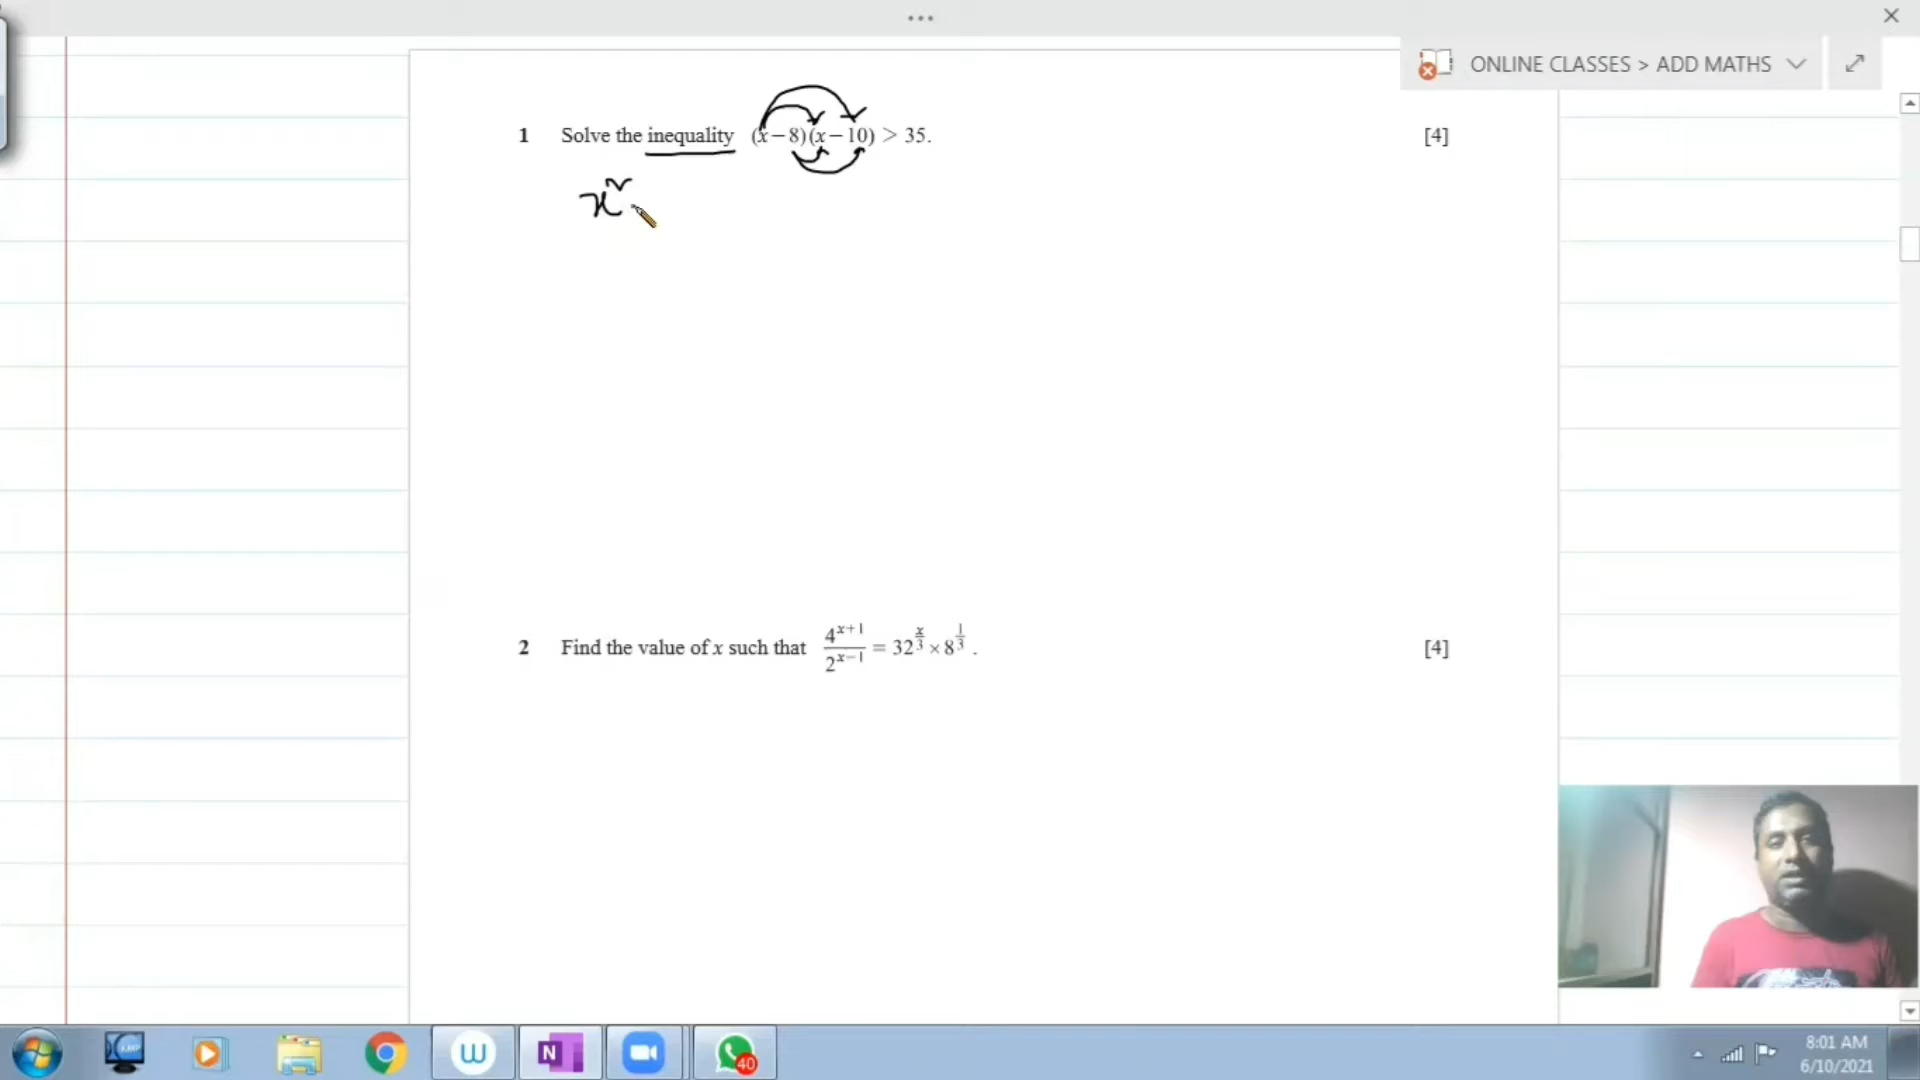 •••
ONLINE CLASSES > ADD MATHS
1 Solve the inequality (x − 8)(x − 10) > 35. [4]
x²
2 Find the value of x such that 4^{x+1}/2^{x−1} = 32^{x/3} × 8^{1/3} . [4]
W
N
40
8:01 AM
6/10/2021